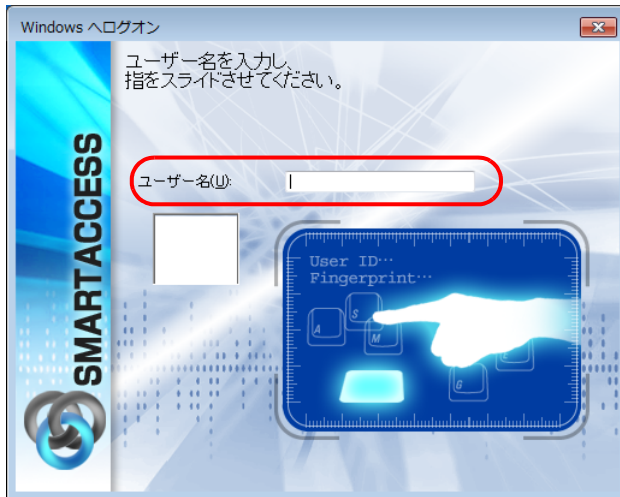 Windows へログオン
ユーザー名を入力し、
指をスライドさせてください。
SMARTACCESS
ユーザー名(U):
User ID…
Fingerprint…
S
A
M
G